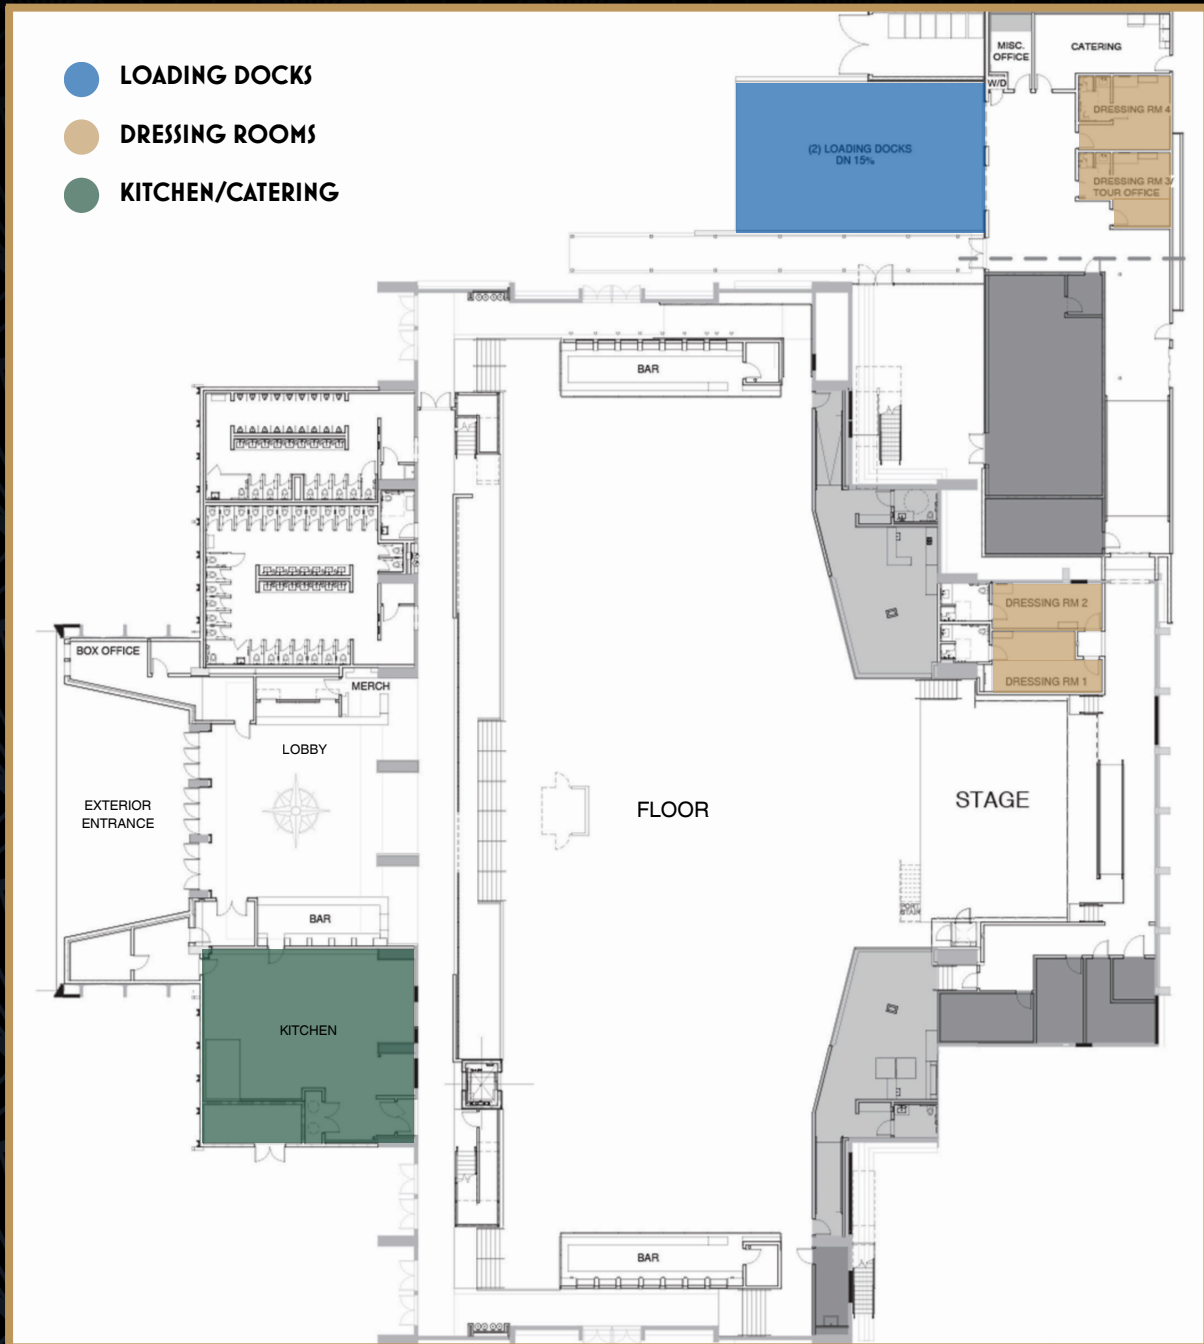 LOADING DOCKS
DRESSING ROOMS
KITCHEN/CATERING
MISC.
OFFICE
W/D
CATERING
DRESSING RM 4
(2) LOADING DOCKS
DN 15%
DRESSING RM 3/
TOUR OFFICE
BAR
DRESSING RM 2
BOX OFFICE
MERCH
DRESSING RM 1
LOBBY
EXTERIOR
ENTRANCE
FLOOR
STAGE
PORT
STAIR
BAR
KITCHEN
BAR